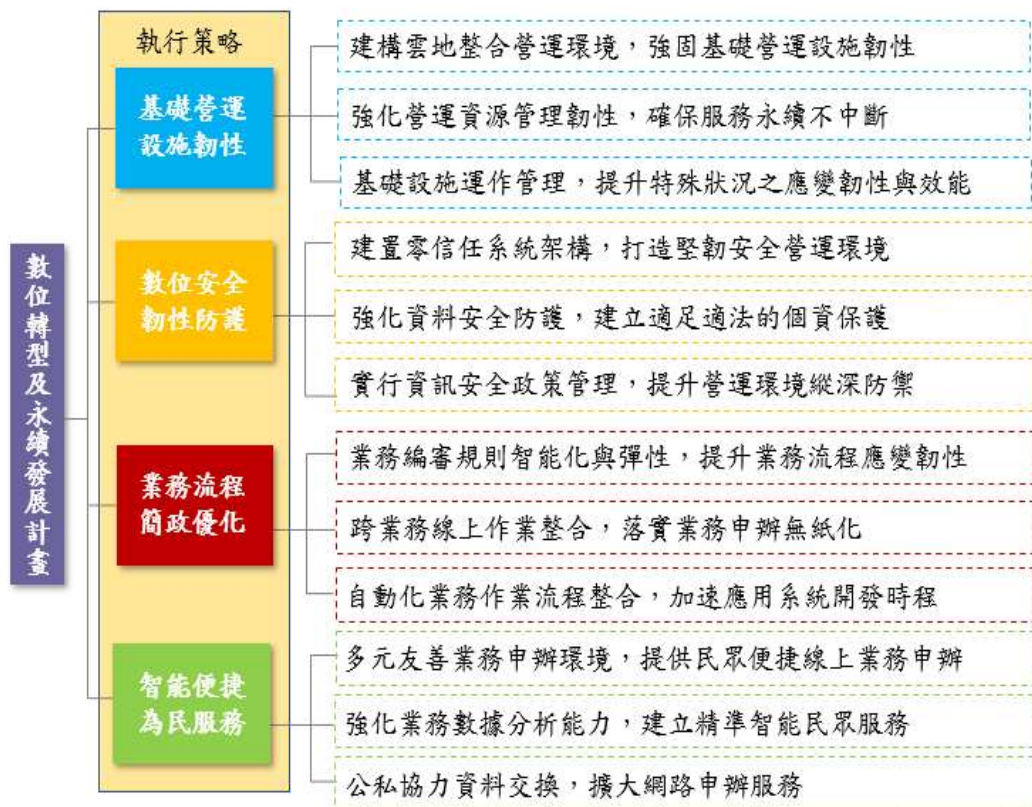 數位轉型及永續發展計畫
執行策略
基礎營運
設施韌性
建構雲地整合營運環境，強固基礎營運設施韌性
強化營運資源管理韌性，確保服務永續不中斷
基礎設施運作管理，提升特殊狀況之應變韌性與效能
數位安全
韌性防護
建置零信任系統架構，打造堅韌安全營運環境
強化資料安全防護，建立適足適法的個資保護
實行資訊安全政策管理，提升營運環境縱深防禦
業務流程
簡政優化
業務編審規則智能化與彈性，提升業務流程應變韌性
跨業務線上作業整合，落實業務申辦無紙化
自動化業務作業流程整合，加速應用系統開發時程
智能便捷
為民服務
多元友善業務申辦環境，提供民眾便捷線上業務申辦
強化業務數據分析能力，建立精準智能民眾服務
公私協力資料交換，擴大網路申辦服務